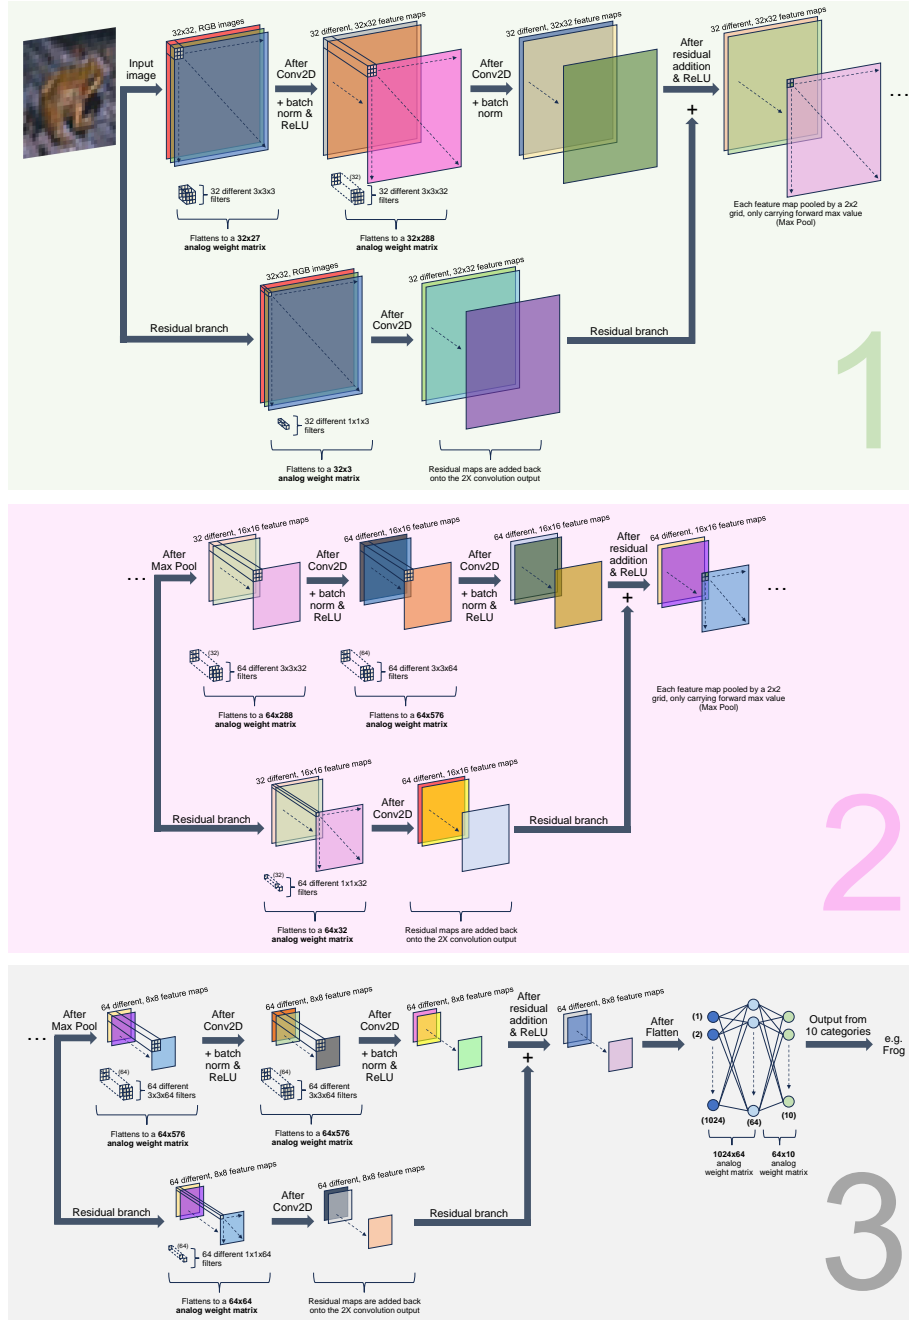 32x32, RGB images
32 different, 32x32 feature maps
32 different, 32x32 feature maps
32 different, 32x32 feature maps
Input
image
After
Conv2D
+ batch
norm &
ReLU
After
Conv2D
+ batch
norm
After
residual
addition
& ReLU
+
...
32 different 3x3x3
filters
(32)
32 different 3x3x32
filters
Flattens to a 32x27
analog weight matrix
Flattens to a 32x288
analog weight matrix
Each feature map pooled by a 2x2
grid, only carrying forward max value
(Max Pool)
32x32, RGB images
32 different, 32x32 feature maps
Residual branch
After
Conv2D
Residual branch
32 different 1x1x3
filters
Flattens to a 32x3
analog weight matrix
Residual maps are added back
onto the 2X convolution output
1
32 different, 16x16 feature maps
64 different, 16x16 feature maps
64 different, 16x16 feature maps
64 different, 16x16 feature maps
...
After
Max Pool
After
Conv2D
+ batch
norm &
ReLU
After
Conv2D
+ batch
norm &
ReLU
After
residual
addition
& ReLU
+
...
(32)
64 different 3x3x32
filters
(64)
64 different 3x3x64
filters
Flattens to a 64x288
analog weight matrix
Flattens to a 64x576
analog weight matrix
Each feature map pooled by a 2x2
grid, only carrying forward max value
(Max Pool)
32 different, 16x16 feature maps
64 different, 16x16 feature maps
Residual branch
After
Conv2D
Residual branch
(32)
64 different 1x1x32
filters
Flattens to a 64x32
analog weight matrix
Residual maps are added back
onto the 2X convolution output
2
64 different, 8x8 feature maps
64 different, 8x8 feature maps
64 different, 8x8 feature maps
64 different, 8x8 feature maps
...
After
Max Pool
After
Conv2D
+ batch
norm &
ReLU
After
Conv2D
+ batch
norm &
ReLU
After
residual
addition
& ReLU
+
After
Flatten
(1)
(2)
(1024)
(64)
(10)
Output from
10 categories
e.g.
Frog
(64)
64 different
3x3x64 filters
(64)
64 different
3x3x64 filters
Flattens to a 64x576
analog weight matrix
Flattens to a 64x576
analog weight matrix
1024x64
analog
weight matrix
64x10
analog
weight matrix
64 different, 8x8 feature maps
64 different, 8x8 feature maps
Residual branch
After
Conv2D
Residual branch
(64)
64 different 1x1x64
filters
Flattens to a 64x64
analog weight matrix
Residual maps are added back
onto the 2X convolution output
3